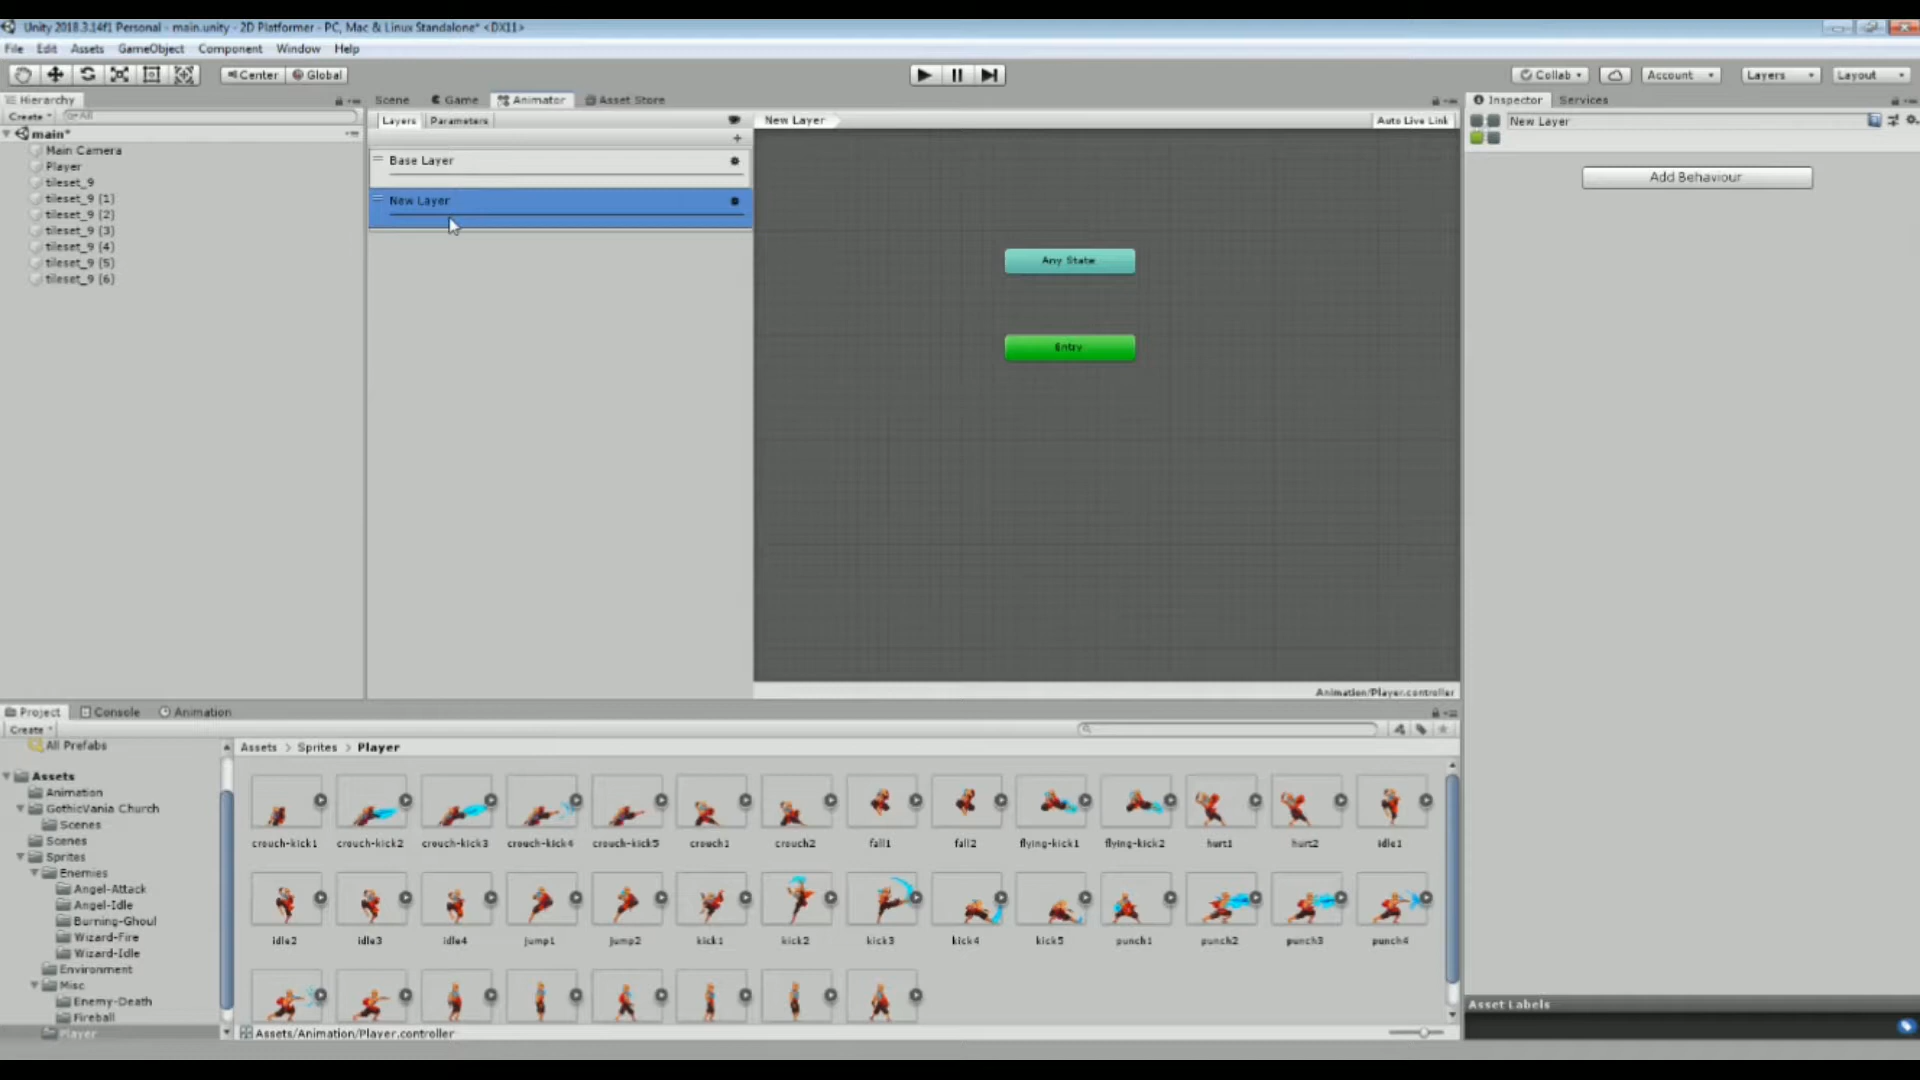 Unity 2018.3.14f1 Personal - main.unity - 2D Platformer - PC, Mac & Linux Standalone* <DX11>
File Edit Assets GameObject Component Window Help
Center Global
Collab Account Layers Layout
Hierarchy
Create All
main*
Main Camera
Player
tileset_9
tileset_9 (1)
tileset_9 (2)
tileset_9 (3)
tileset_9 (4)
tileset_9 (5)
tileset_9 (6)
Scene Game Animator Asset Store
Layers Parameters
Base Layer
New Layer
New Layer Auto Live Link
Any State
Entry
Animation/Player.controller
Inspector Services
New Layer
Add Behaviour
Asset Labels
Project Console Animation
Create
All Prefabs
Assets
Animation
GothicVania Church
Scenes
Scenes
Sprites
Enemies
Angel-Attack
Angel-Idle
Burning-Ghoul
Wizard-Fire
Wizard-Idle
Environment
Misc
Enemy-Death
Fireball
Player
Assets > Sprites > Player
crouch-kick1 crouch-kick2 crouch-kick3 crouch-kick4 crouch-kick5 crouch1 crouch2 fall1 fall2 flying-kick1 flying-kick2 hurt1 hurt2 idle1
idle2 idle3 idle4 jump1 jump2 kick1 kick2 kick3 kick4 kick5 punch1 punch2 punch3 punch4
Assets/Animation/Player.controller